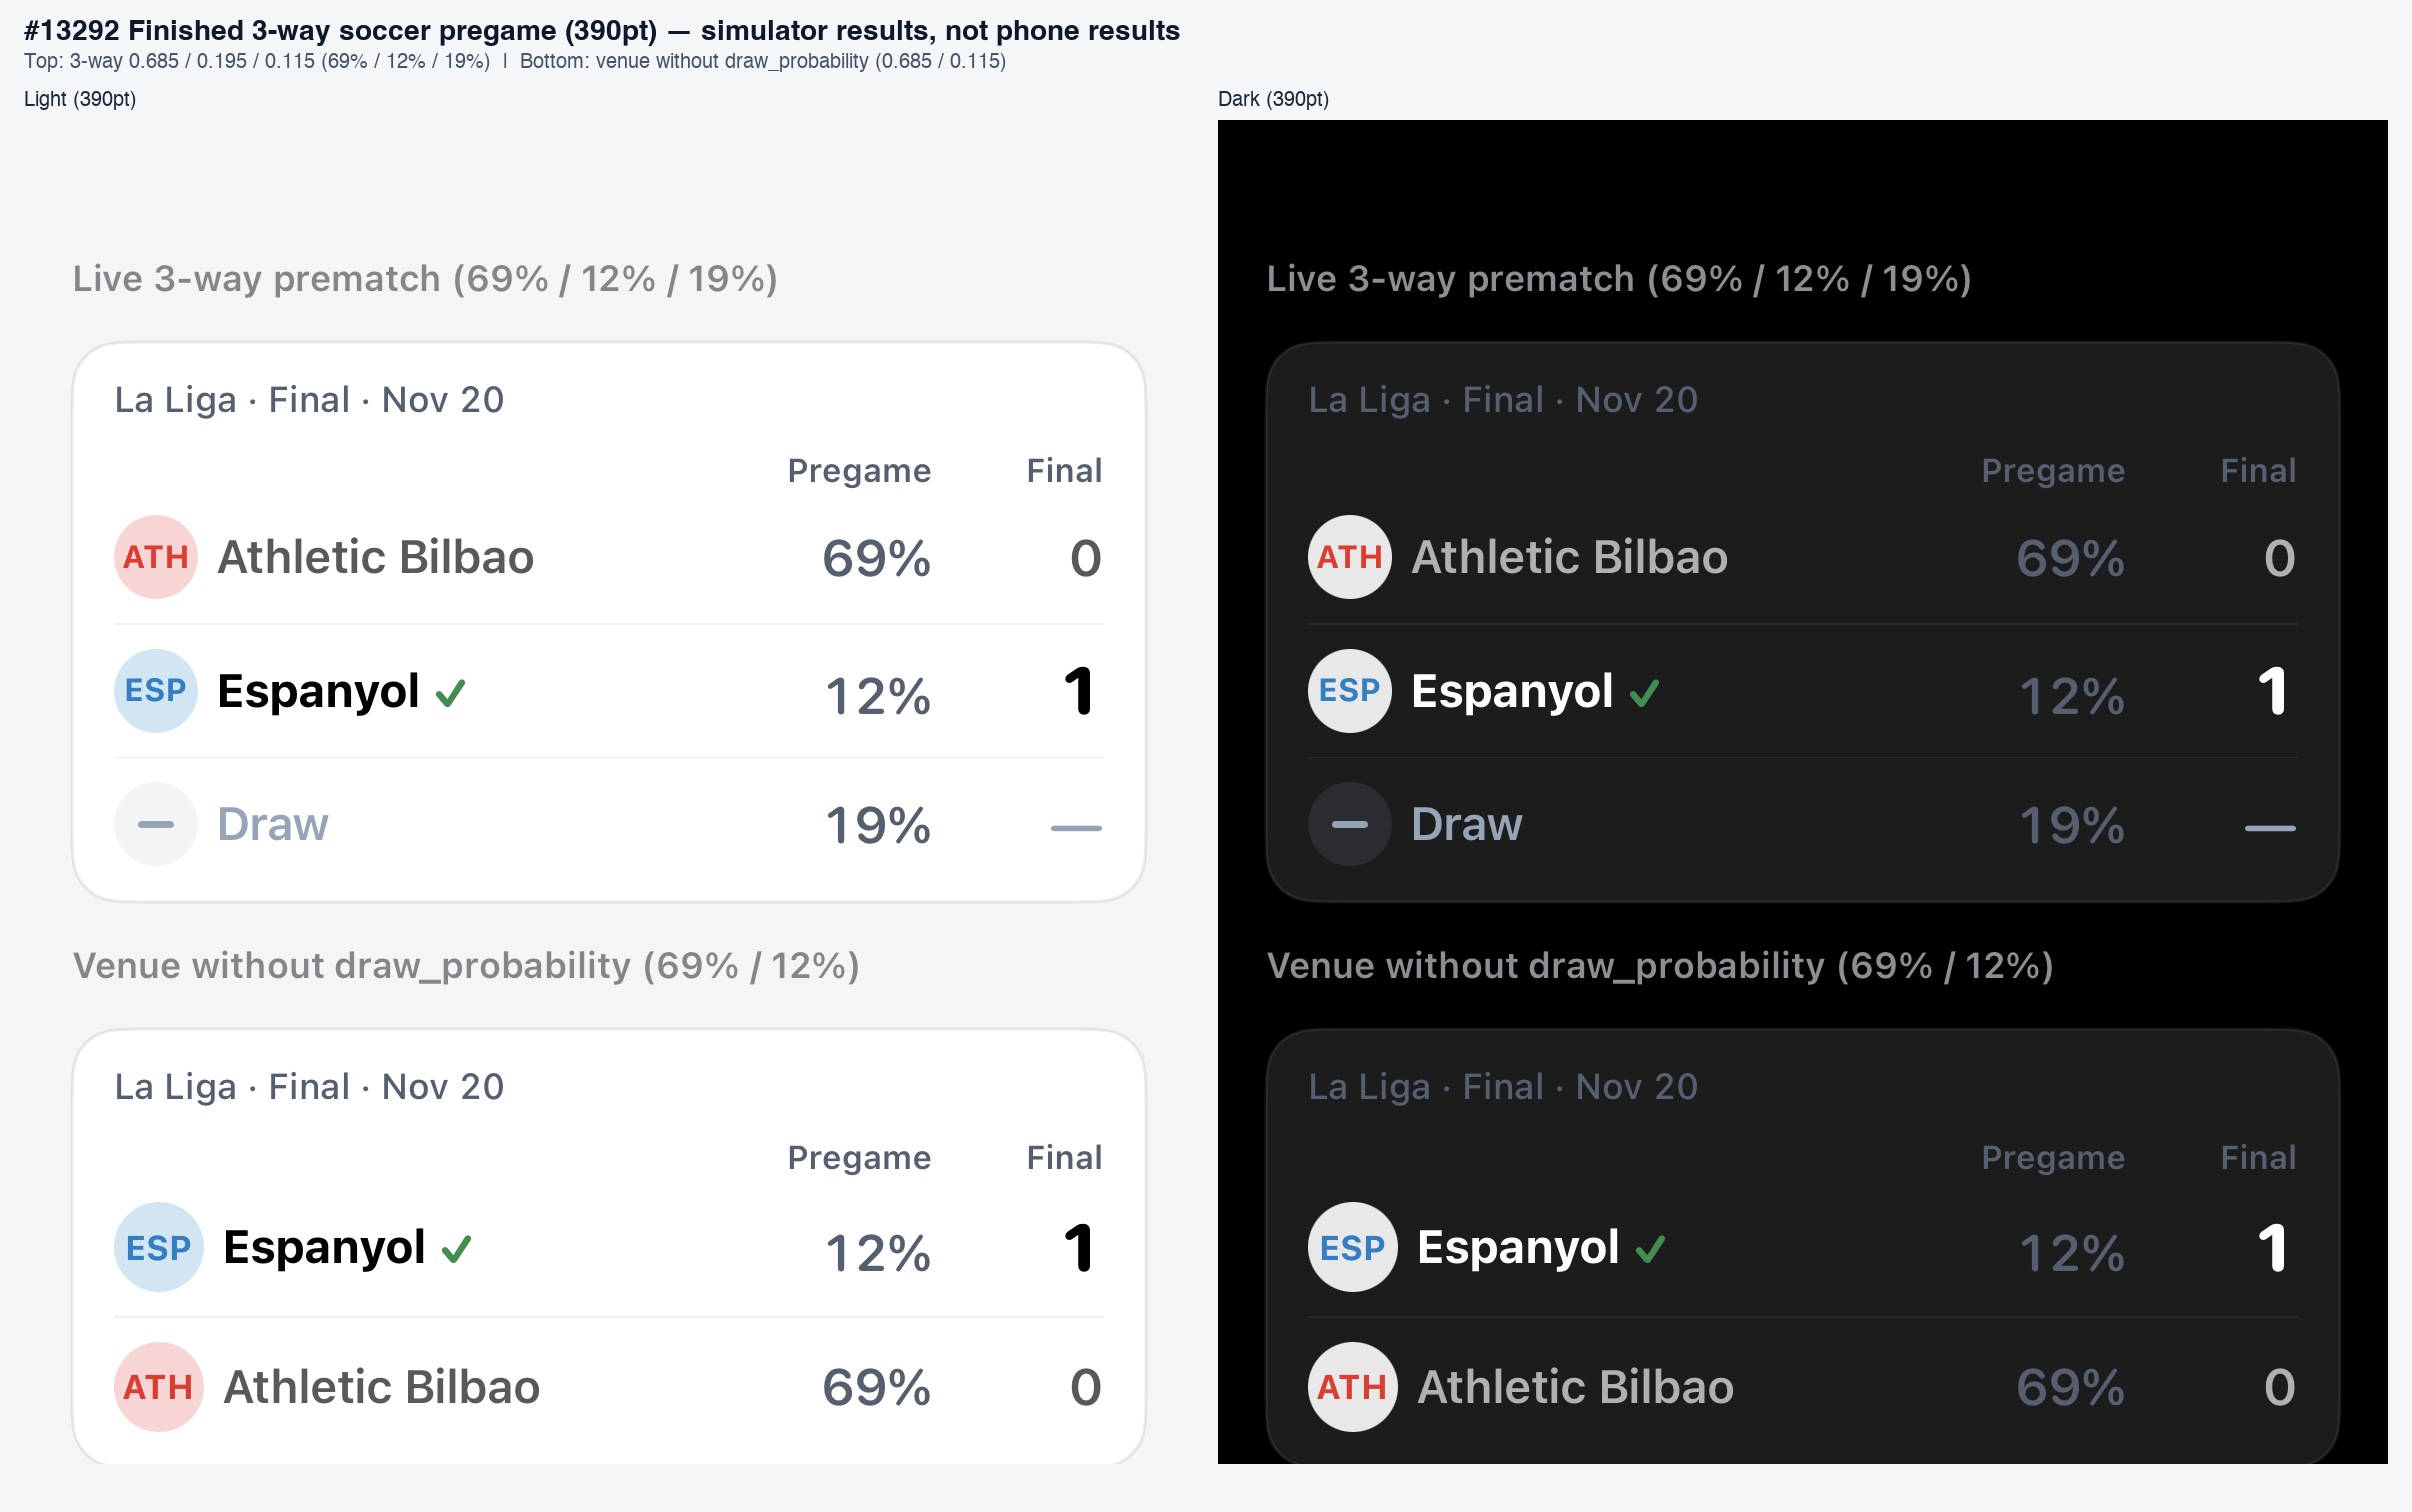 #13292 Finished 3-way soccer pregame (390pt) — simulator results, not phone results
Top: 3-way 0.685 / 0.195 / 0.115 (69% / 12% / 19%) | Bottom: venue without draw_probability (0.685 / 0.115)
Light (390pt)
Live 3-way prematch (69% / 12% / 19%)
La Liga · Final · Nov 20
Pregame Final
ATH Athletic Bilbao 69% 0
ESP Espanyol ✓ 12% 1
— Draw 19% —
Venue without draw_probability (69% / 12%)
La Liga · Final · Nov 20
Pregame Final
ESP Espanyol ✓ 12% 1
ATH Athletic Bilbao 69% 0
Dark (390pt)
Live 3-way prematch (69% / 12% / 19%)
La Liga · Final · Nov 20
Pregame Final
ATH Athletic Bilbao 69% 0
ESP Espanyol ✓ 12% 1
— Draw 19% —
Venue without draw_probability (69% / 12%)
La Liga · Final · Nov 20
Pregame Final
ESP Espanyol ✓ 12% 1
ATH Athletic Bilbao 69% 0